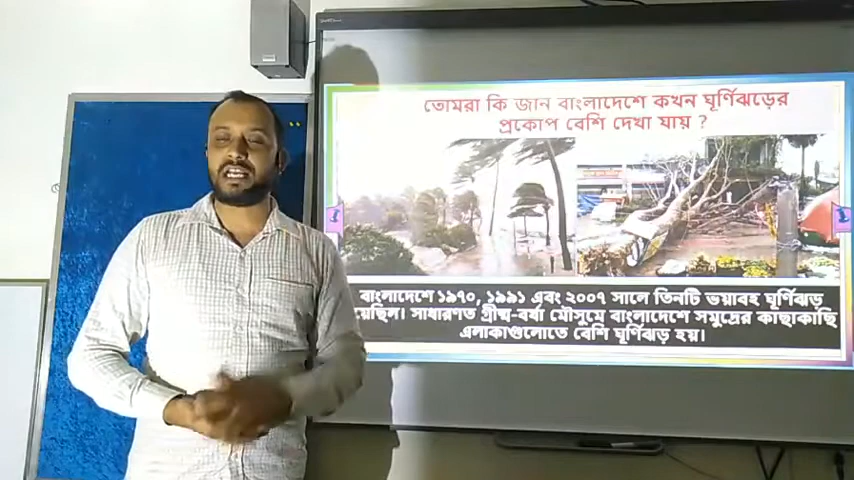 তোমরা কি জান বাংলাদেশে কখন ঘূর্ণিঝড়ের
প্রকোপ বেশি দেখা যায় ?
বাংলাদেশে ১৯৭০, ১৯৯১ এবং ২০০৭ সালে তিনটি ভয়াবহ ঘূর্ণিঝড়
হয়েছিল। সাধারণত গ্রীষ্ম-বর্ষা মৌসুমে বাংলাদেশে সমুদ্রের কাছাকাছি
এলাকাগুলোতে বেশি ঘূর্ণিঝড় হয়।